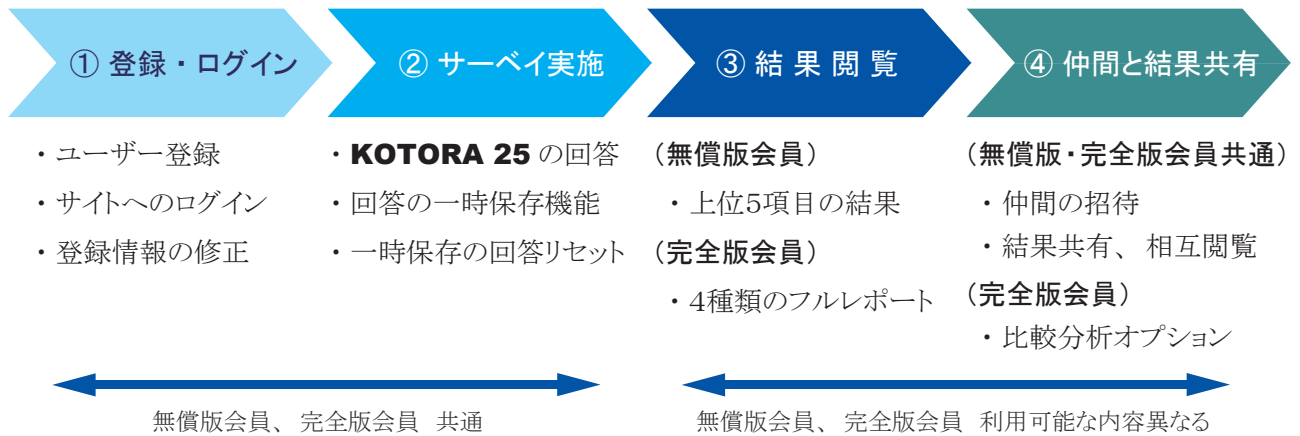 ① 登録・ログイン
② サーベイ実施
③ 結果閲覧
④ 仲間と結果共有
・ユーザー登録
・サイトへのログイン
・登録情報の修正
・KOTORA 25 の回答
・回答の一時保存機能
・一時保存の回答リセット
(無償版会員)
・上位5項目の結果
(完全版会員)
・4種類のフルレポート
(無償版・完全版会員共通)
・仲間の招待
・結果共有、相互閲覧
(完全版会員)
・比較分析オプション
無償版会員、完全版会員 共通
無償版会員、完全版会員 利用可能な内容異なる